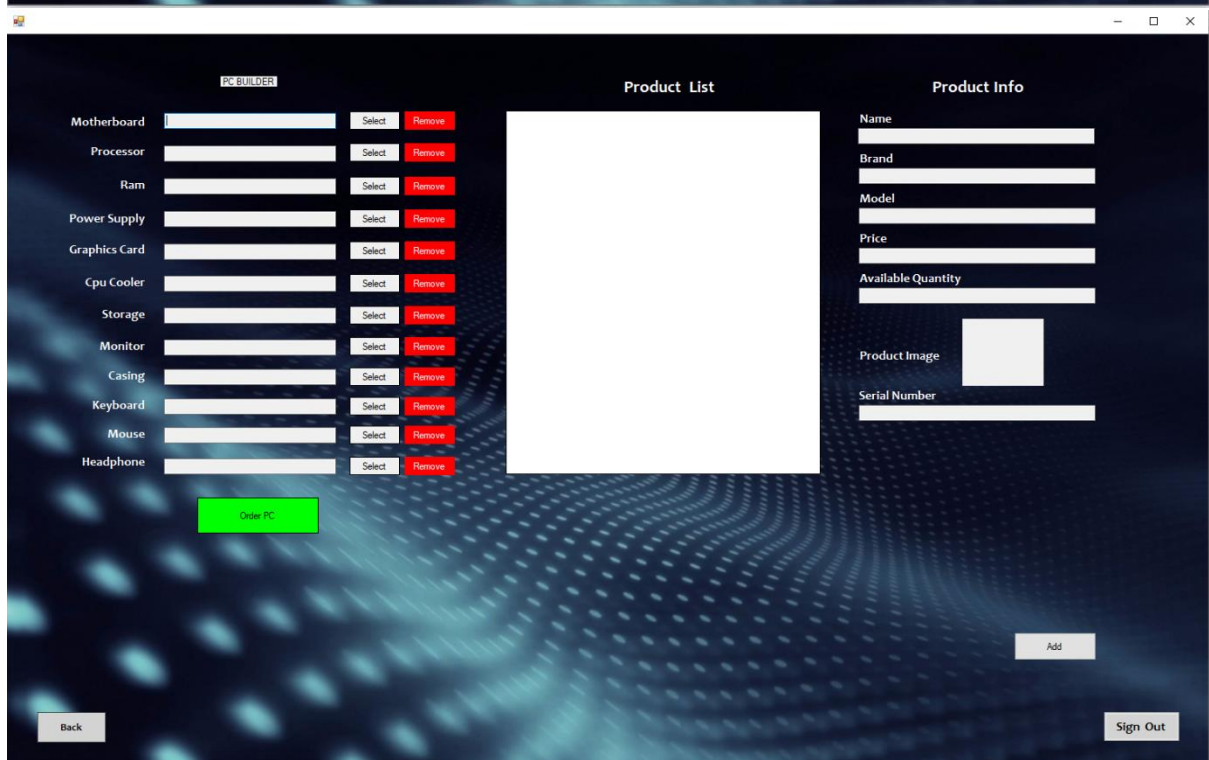 PC BUILDER
Motherboard Select Remove
Processor Select Remove
Ram Select Remove
Power Supply Select Remove
Graphics Card Select Remove
Cpu Cooler Select Remove
Storage Select Remove
Monitor Select Remove
Casing Select Remove
Keyboard Select Remove
Mouse Select Remove
Headphone Select Remove
Order PC
Product List
Product Info
Name
Brand
Model
Price
Available Quantity
Product Image
Serial Number
Add
Back
Sign Out